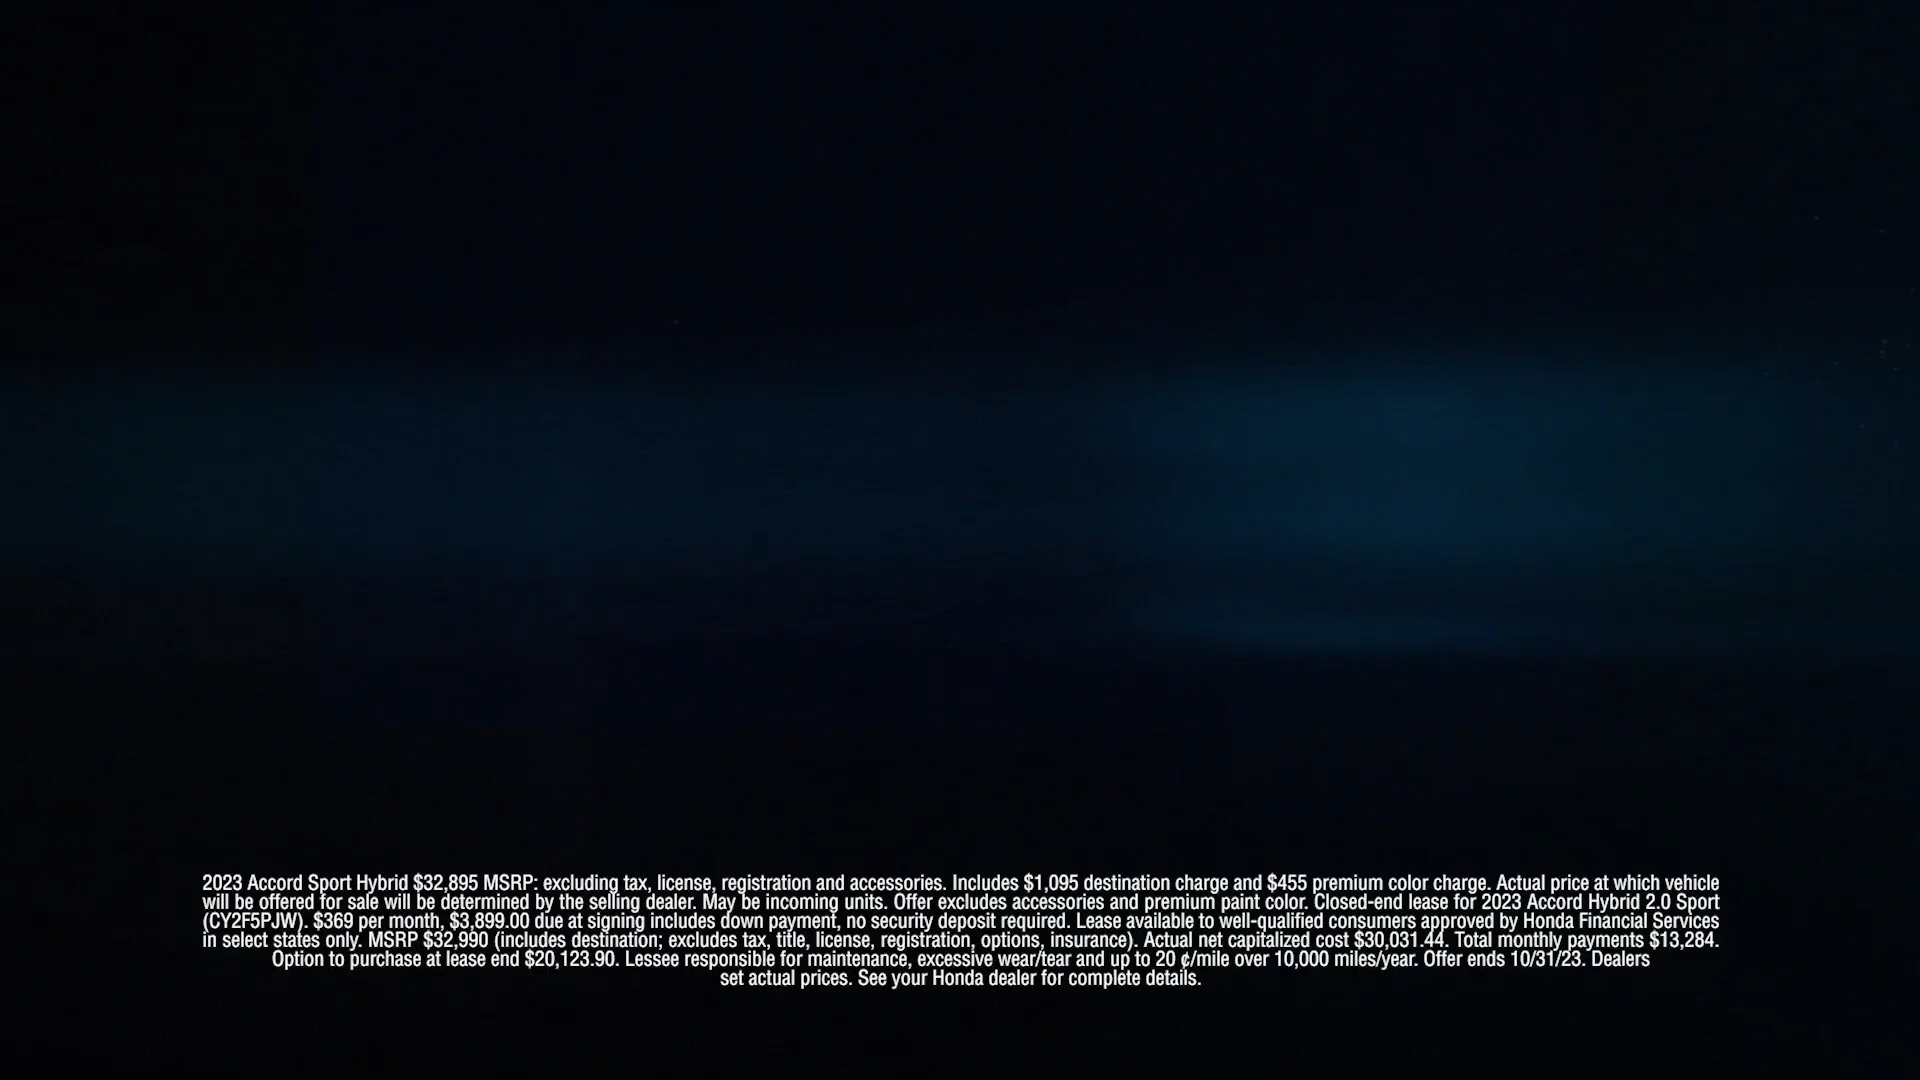 2023 Accord Sport Hybrid $32,895 MSRP: excluding tax, license, registration and accessories. Includes $1,095 destination charge and $455 premium color charge. Actual price at which vehicle
will be offered for sale will be determined by the selling dealer. May be incoming units. Offer excludes accessories and premium paint color. Closed-end lease for 2023 Accord Hybrid 2.0 Sport
(CY2F5PJW). $369 per month, $3,899.00 due at signing includes down payment, no security deposit required. Lease available to well-qualified consumers approved by Honda Financial Services
in select states only. MSRP $32,990 (includes destination; excludes tax, title, license, registration, options, insurance). Actual net capitalized cost $30,031.44. Total monthly payments $13,284.
Option to purchase at lease end $20,123.90. Lessee responsible for maintenance, excessive wear/tear and up to 20 ¢/mile over 10,000 miles/year. Offer ends 10/31/23. Dealers
set actual prices. See your Honda dealer for complete details.